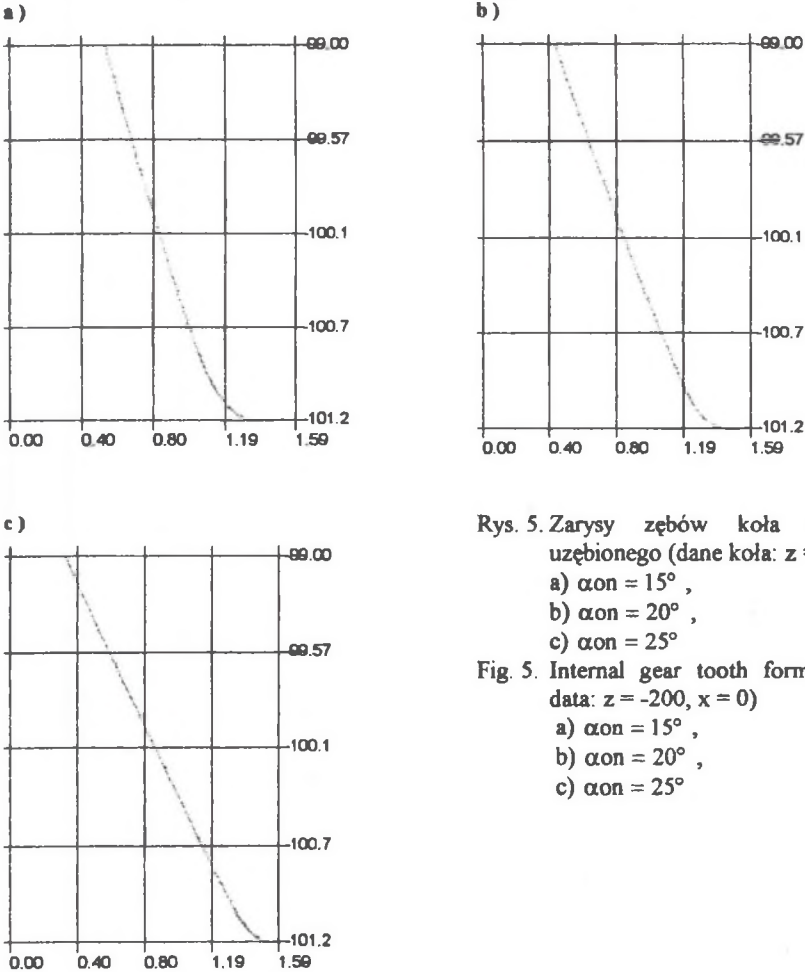 a)
-99.00
-99.57
-100.1
-100.7
-101.2
0.00 0.40 0.80 1.19 1.59
b)
-99.00
-99.57
-100.1
-100.7
-101.2
0.00 0.40 0.80 1.19 1.59
c)
-99.00
-99.57
-100.1
-100.7
-101.2
0.00 0.40 0.80 1.19 1.59
Rys. 5. Zarysy zębów koła
uzębionego (dane koła: z =
a) αon = 15° ,
b) αon = 20° ,
c) αon = 25°
Fig. 5. Internal gear tooth form
data: z = -200, x = 0)
a) αon = 15° ,
b) αon = 20° ,
c) αon = 25°